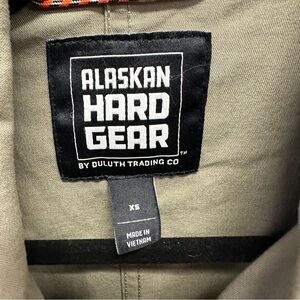 ALASKAN
HARD
GEAR
TM
BY DULUTH TRADING CO
XS
MADE IN
VIETNAM